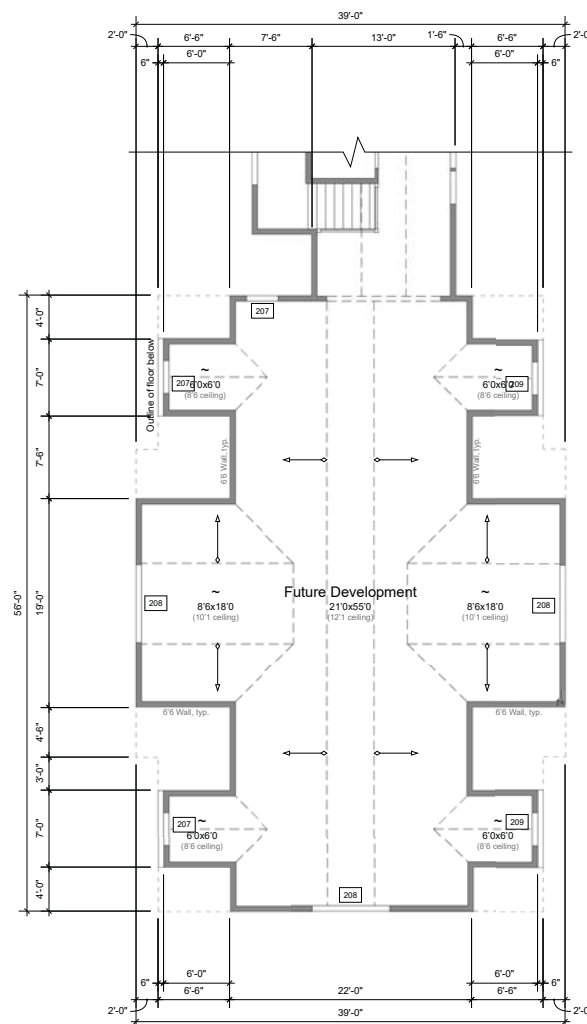 39'-0"
2'-0" 6'-6" 7'-6" 13'-0" 1'-6" 6'-6" 2'-0"
6" 6'-0" 6'-0" 6"
207
4'-0"
7'-0"
Outline of floor below
207 6'0x6'0
(8'6 ceiling)
6'0x6'0 209
(8'6 ceiling)
7'-6"
6'6 Wall, typ.
6'6 Wall, typ.
56'-0"
19'-0"
208
8'6x18'0
(10'1 ceiling)
Future Development
21'0x55'0
(12'1 ceiling)
8'6x18'0
(10'1 ceiling)
208
6'6 Wall, typ.
6'6 Wall, typ.
4'-6"
3'-0"
7'-0"
207
6'0x6'0
(8'6 ceiling)
209
6'0x6'0
(8'6 ceiling)
4'-0"
208
6" 6'-0" 6'-0" 6"
2'-0" 6'-6" 22'-0" 6'-6" 2'-0"
39'-0"